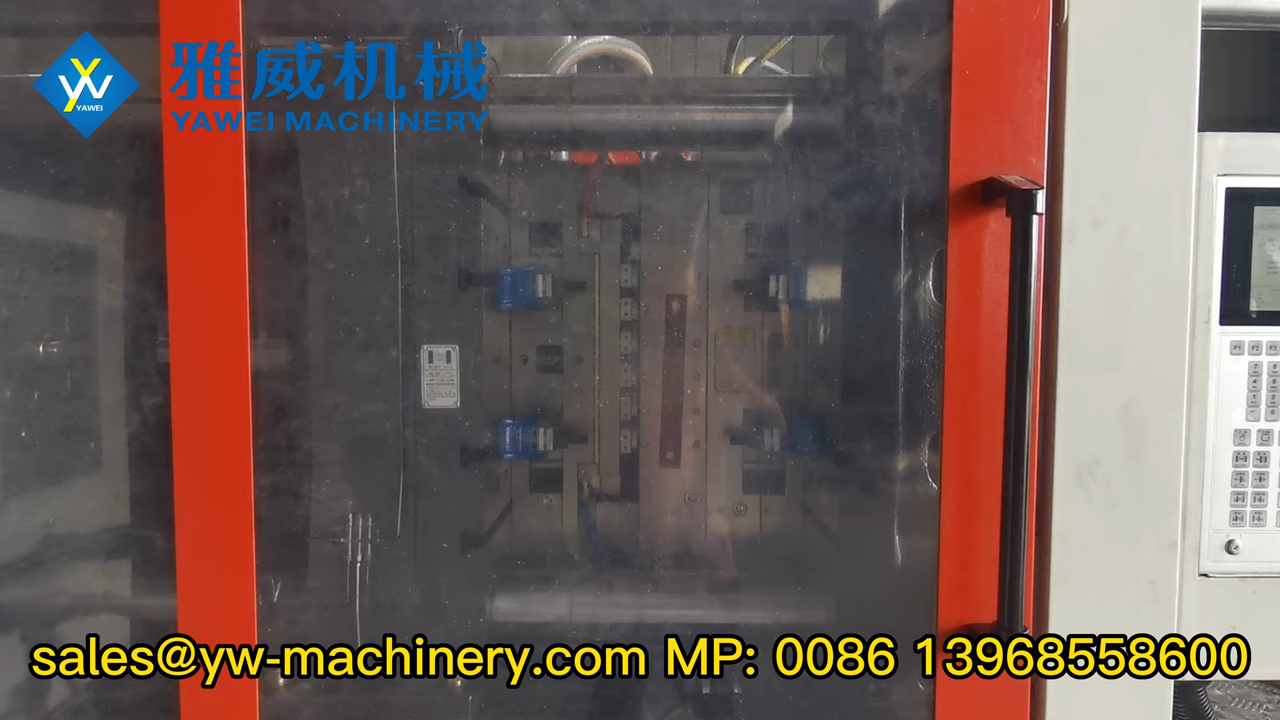 YW
YAWEI
雅威机械
YAWEI MACHINERY
F1 F2 F3
sales@yw-machinery.com MP: 0086 13968558600